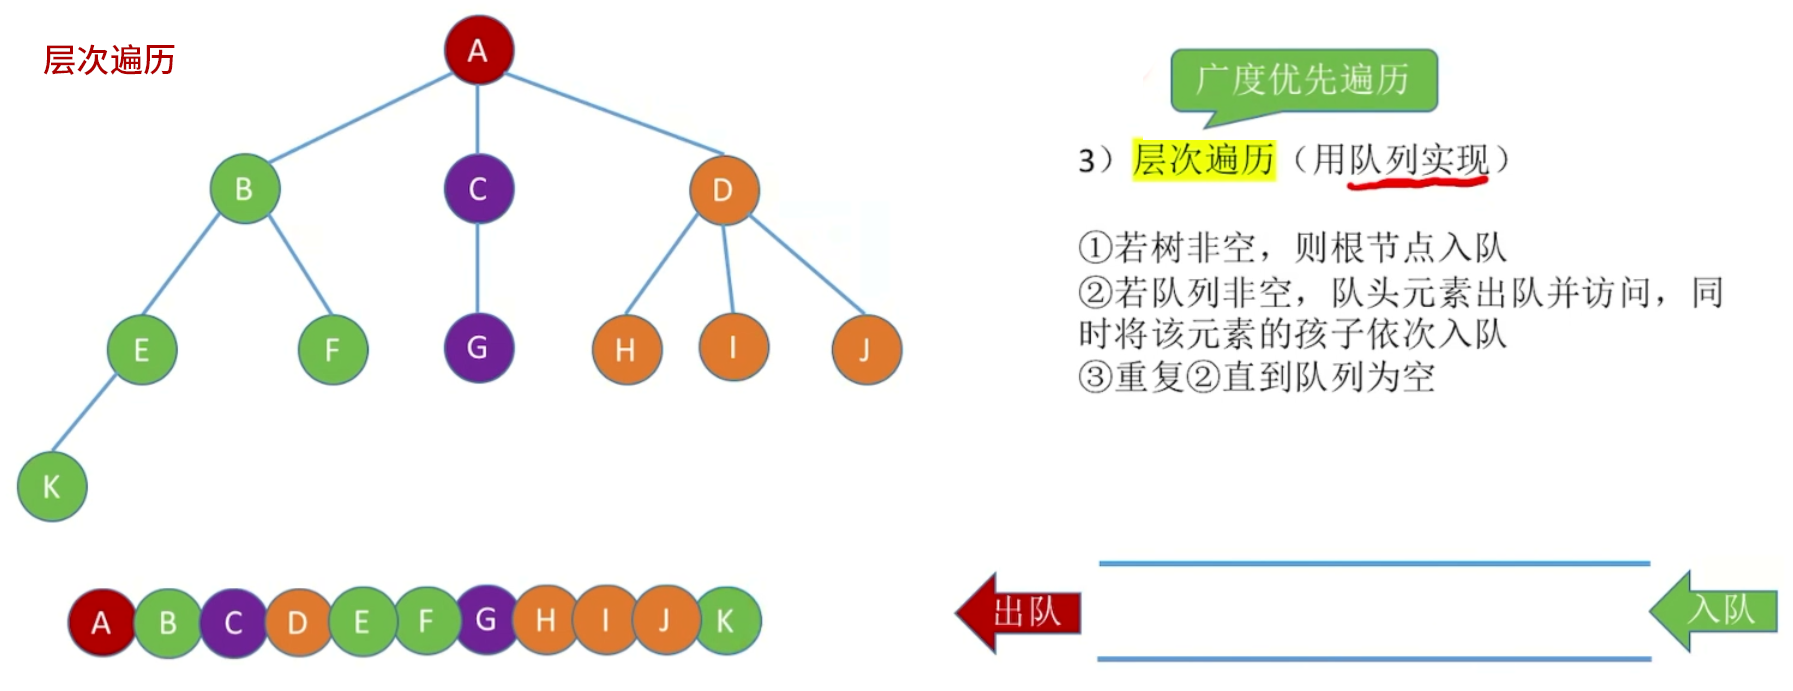 层次遍历
A
B
C
D
E
F
G
H
I
J
K
A B C D E F G H I J K
广度优先遍历
3）层次遍历（用队列实现）
①若树非空，则根节点入队
②若队列非空，队头元素出队并访问，同
时将该元素的孩子依次入队
③重复②直到队列为空
出队
入队